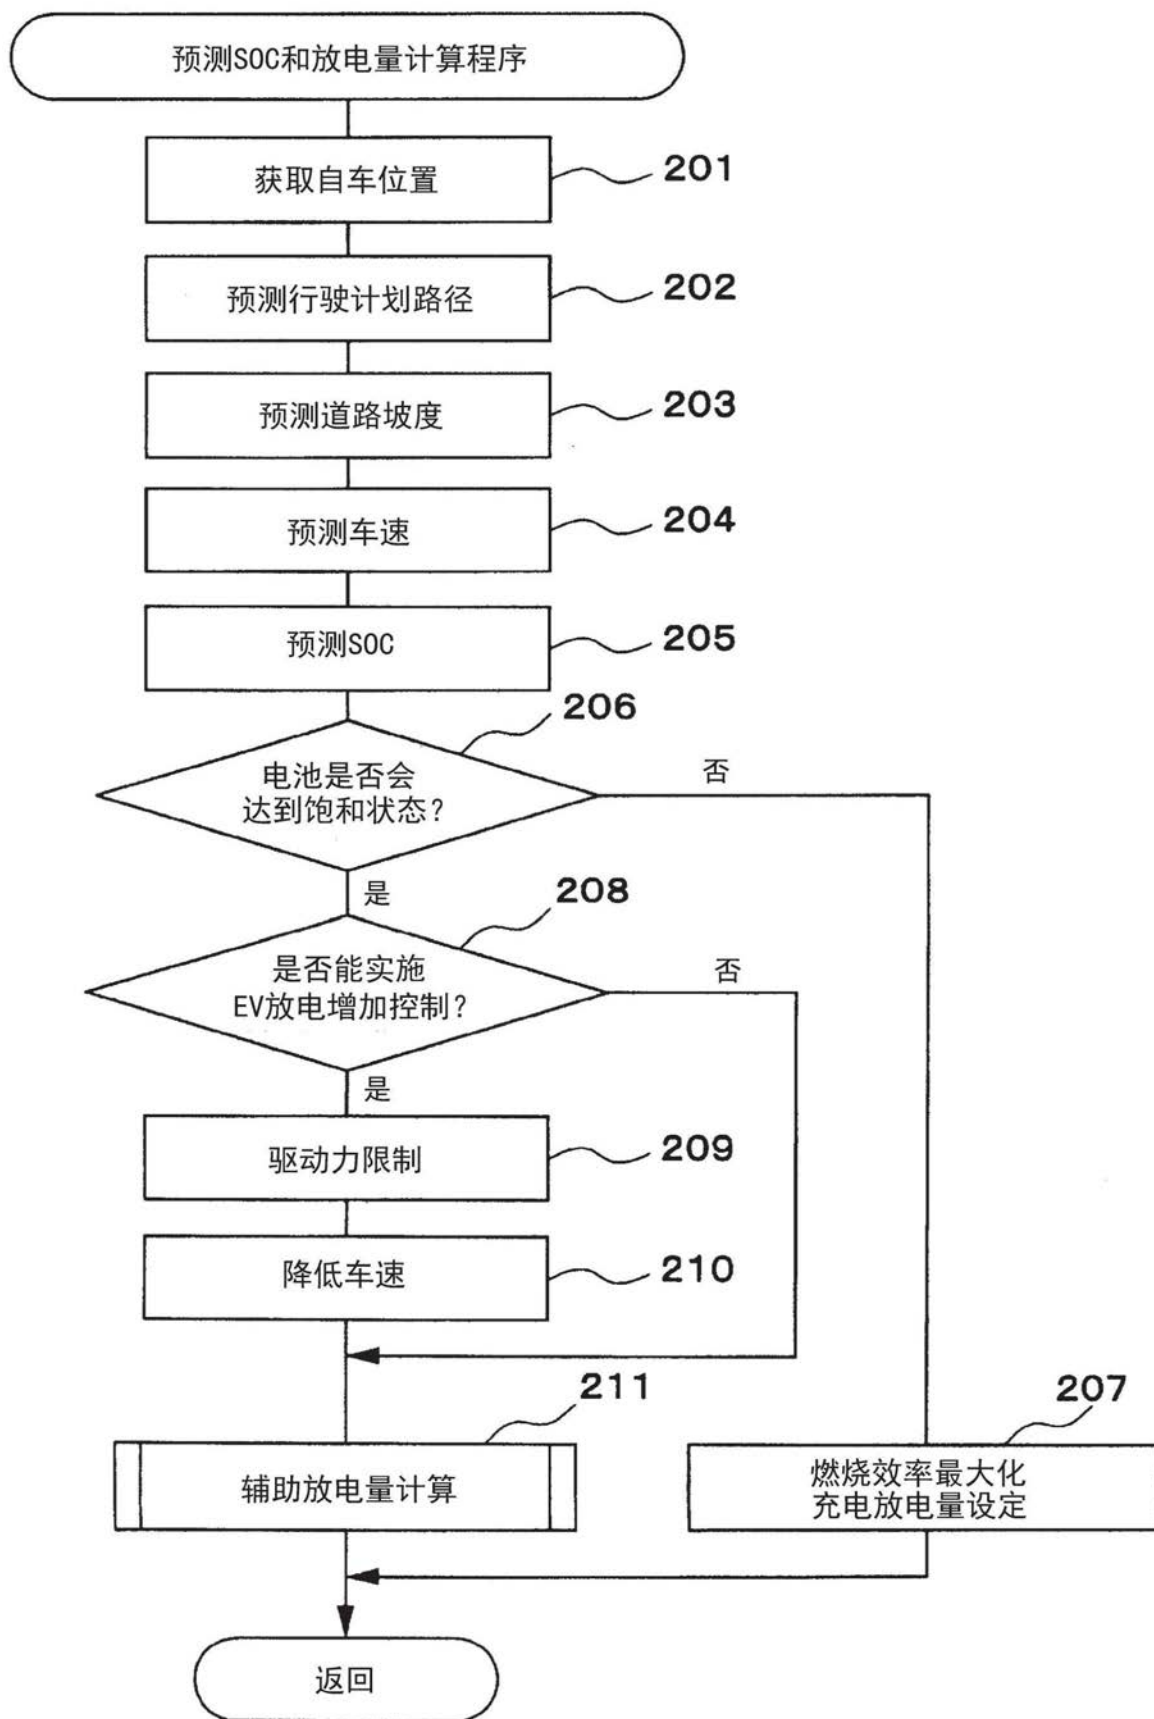 预测SOC和放电量计算程序
获取自车位置
201
预测行驶计划路径
202
预测道路坡度
203
预测车速
204
预测SOC
205
206
电池是否会
达到饱和状态?
否
是
208
是否能实施
EV放电增加控制?
否
是
驱动力限制
209
降低车速
210
211
辅助放电量计算
207
燃烧效率最大化
充电放电量设定
返回